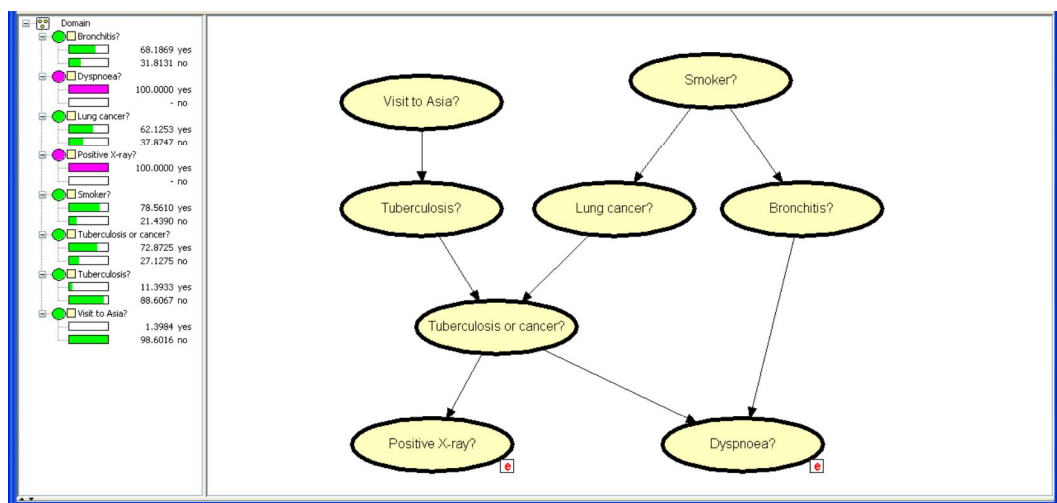 Domain
Bronchitis?
68.1869 yes
31.8131 no
Dyspnoea?
100.0000 yes
- no
Lung cancer?
62.1253 yes
37.8747 no
Positive X-ray?
100.0000 yes
- no
Smoker?
78.5610 yes
21.4390 no
Tuberculosis or cancer?
72.8725 yes
27.1275 no
Tuberculosis?
11.3933 yes
88.6067 no
Visit to Asia?
1.3984 yes
98.6016 no
Visit to Asia?
Smoker?
Tuberculosis?
Lung cancer?
Bronchitis?
Tuberculosis or cancer?
Positive X-ray?
e
Dyspnoea?
e